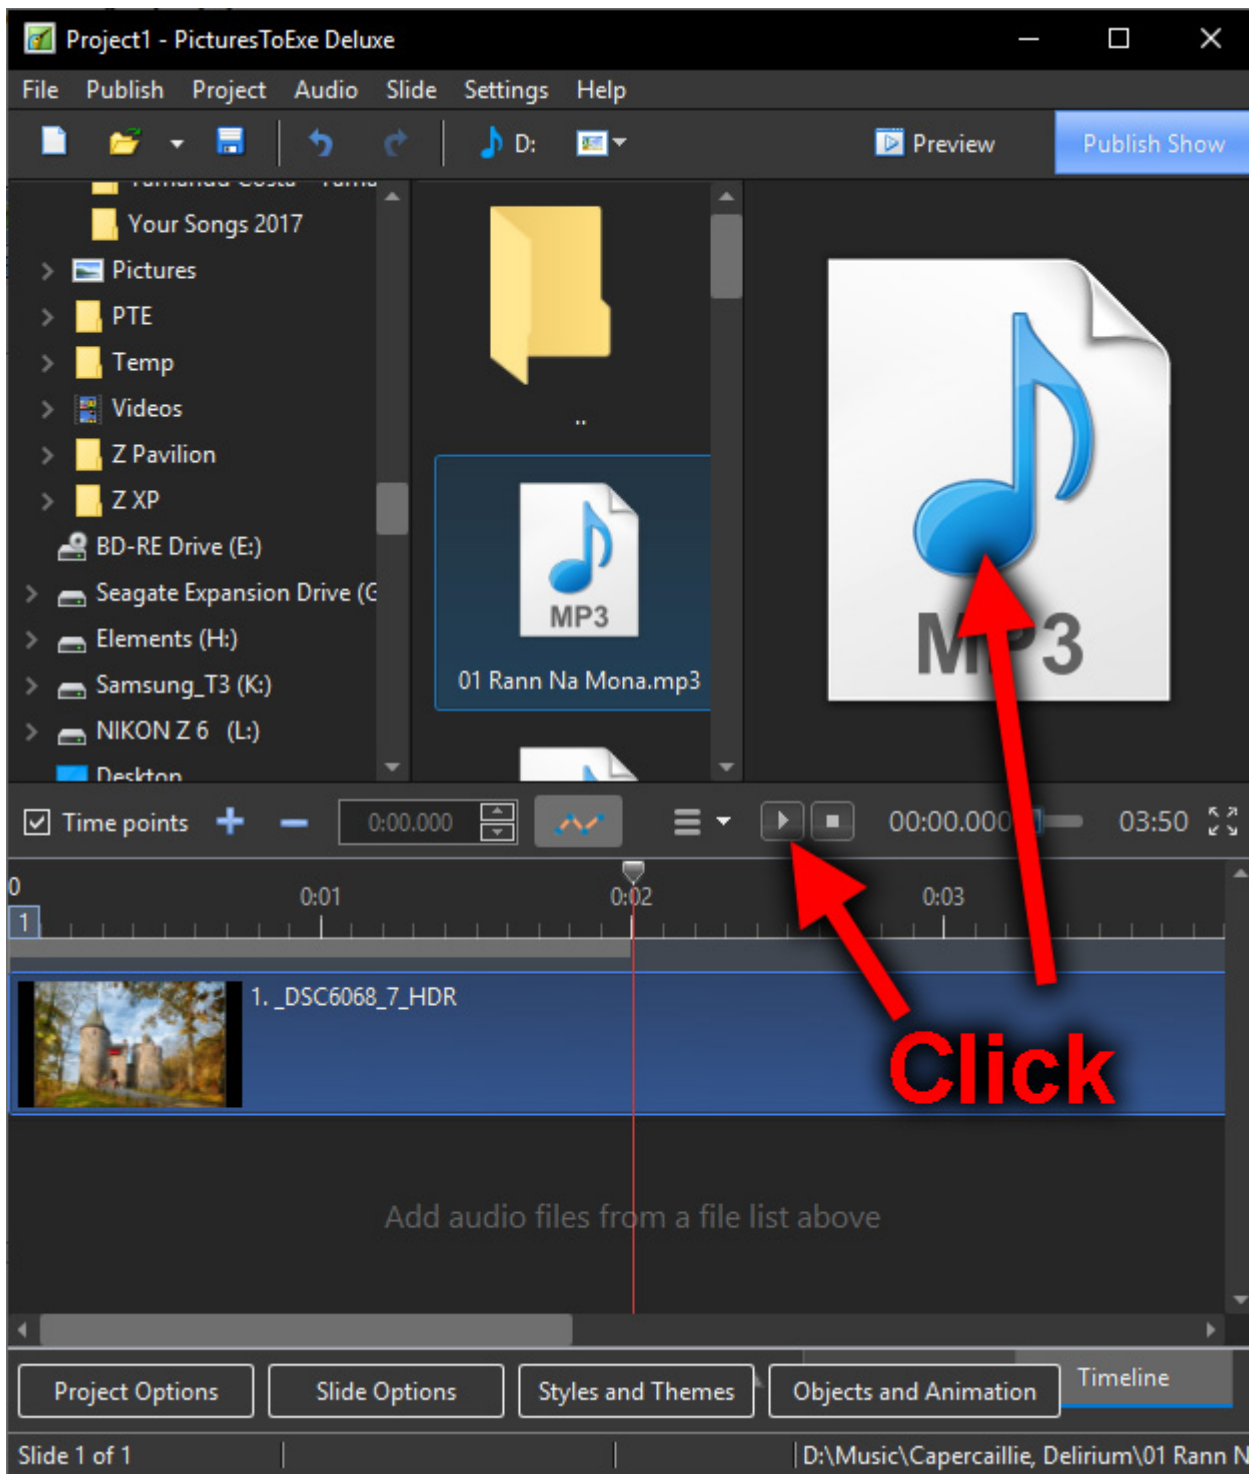 Project1 - PicturesToExe Deluxe
File Publish Project Audio Slide Settings Help
D: Preview Publish Show
Your Songs 2017
Pictures
PTE
Temp
Videos
Z Pavilion
Z XP
BD-RE Drive (E:)
Seagate Expansion Drive (G
Elements (H:)
Samsung_T3 (K:)
NIKON Z 6 (L:)
Desktop
..
MP3
01 Rann Na Mona.mp3
MP3
Time points 0:00.000 00:00.000 03:50
0 0:01 0:02 0:03
1
1. _DSC6068_7_HDR
Click
Add audio files from a file list above
Project Options Slide Options Styles and Themes Objects and Animation Timeline
Slide 1 of 1 D:\Music\Capercaillie, Delirium\01 Rann N